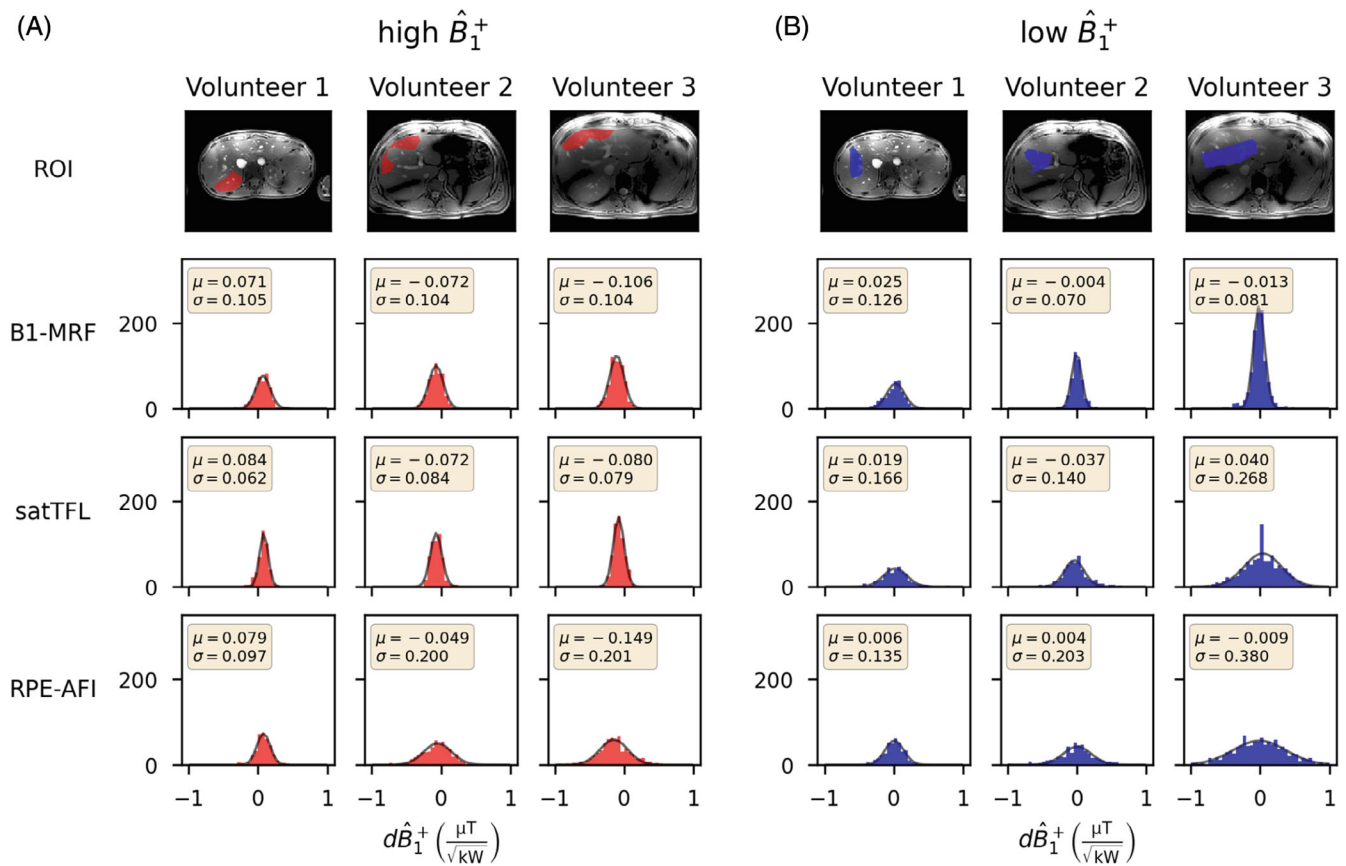 (A) high B̂₁⁺ (B) low B̂₁⁺
Volunteer 1 Volunteer 2 Volunteer 3 Volunteer 1 Volunteer 2 Volunteer 3
ROI
B1-MRF
200
0
μ = 0.071
σ = 0.105
μ = − 0.072
σ = 0.104
μ = − 0.106
σ = 0.104
μ = 0.025
σ = 0.126
μ = − 0.004
σ = 0.070
μ = − 0.013
σ = 0.081
200
0
satTFL
200
0
μ = 0.084
σ = 0.062
μ = − 0.072
σ = 0.084
μ = − 0.080
σ = 0.079
μ = 0.019
σ = 0.166
μ = − 0.037
σ = 0.140
μ = 0.040
σ = 0.268
200
0
RPE-AFI
200
0
μ = 0.079
σ = 0.097
μ = − 0.049
σ = 0.200
μ = − 0.149
σ = 0.201
μ = 0.006
σ = 0.135
μ = 0.004
σ = 0.203
μ = − 0.009
σ = 0.380
200
0
−1 0 1 −1 0 1 −1 0 1 −1 0 1 −1 0 1 −1 0 1
dB̂₁⁺ (μT/√kW) dB̂₁⁺ (μT/√kW)